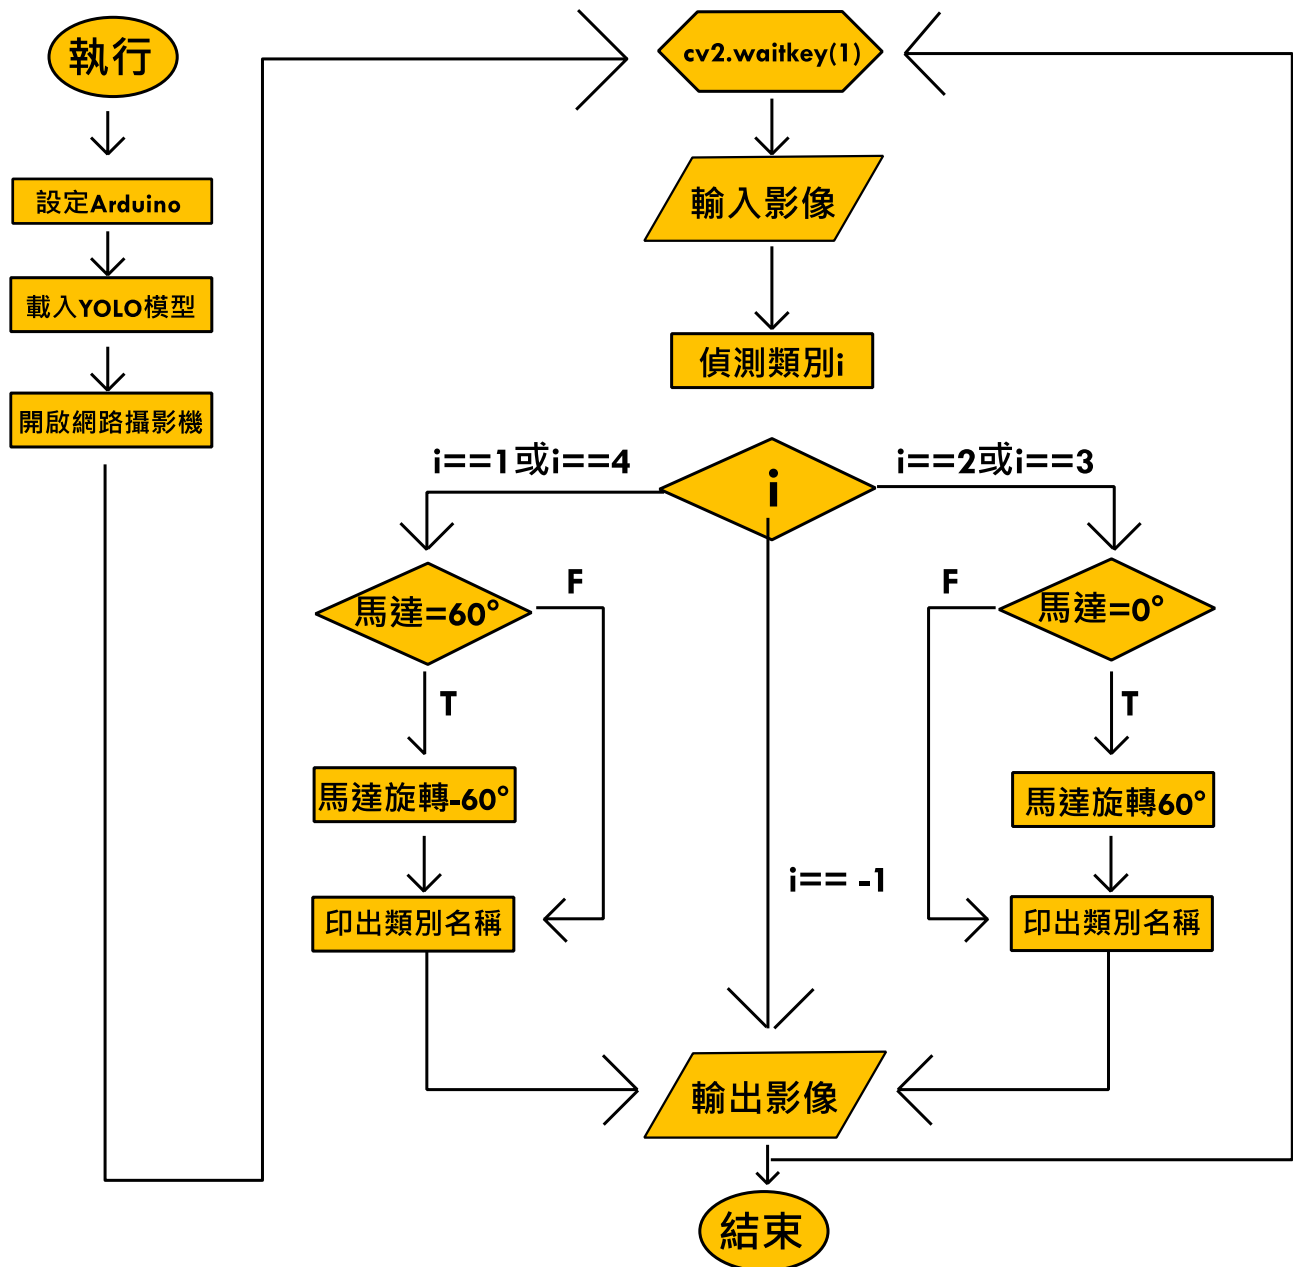 執行
設定Arduino
載入YOLO模型
開啟網路攝影機
cv2.waitkey(1)
輸入影像
偵測類別i
i
i==1或i==4
i==2或i==3
馬達=60°
F
T
馬達旋轉-60°
印出類別名稱
i== -1
馬達=0°
F
T
馬達旋轉60°
印出類別名稱
輸出影像
結束